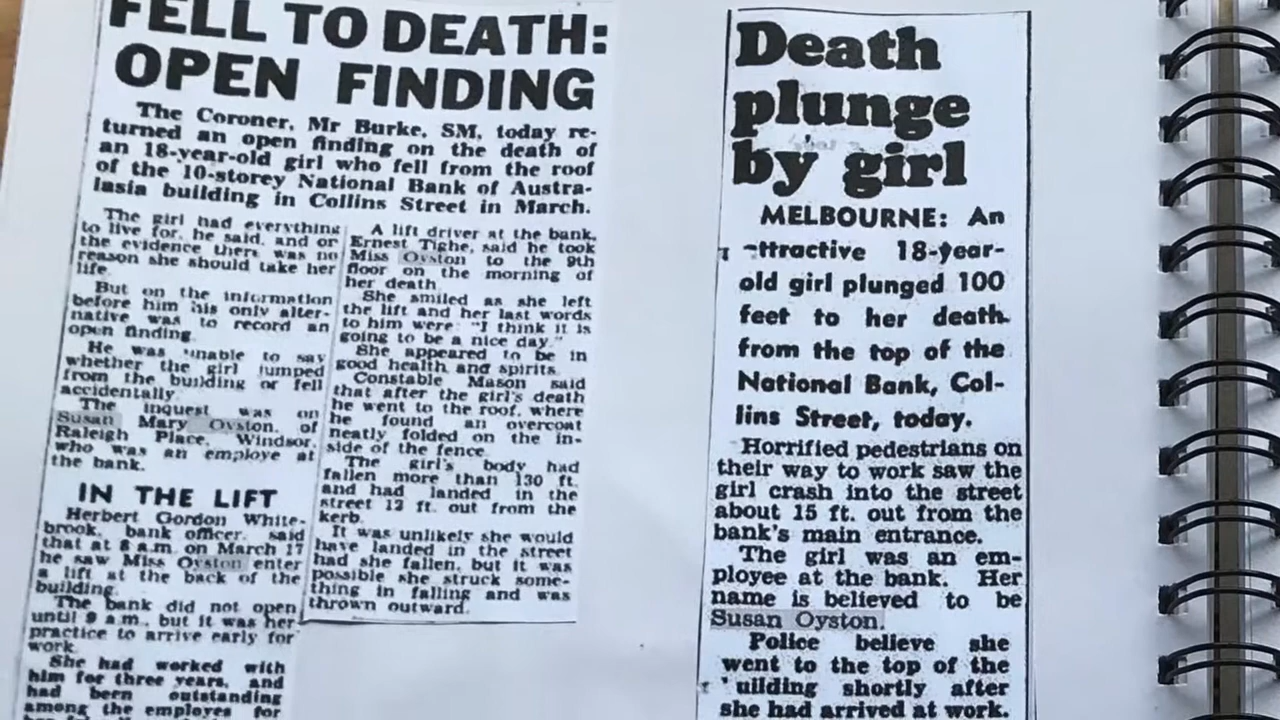 FELL TO DEATH:
OPEN FINDING
The Coroner, Mr Burke, SM, today re-
turned an open finding on the death of
an 18-year-old girl who fell from the roof
of the 10-storey National Bank of Austra-
lasia building in Collins Street in March.
The girl had everything
to live for, he said, and on
the evidence there was no
reason she should take her
life.
But on the information
before him his only alter-
native was to record an
open finding.
He was unable to say
whether the girl jumped
from the building or fell
accidentally.
The inquest was on
Susan Mary Oyston, of
Raleigh Place, Windsor,
who was an employe at
the bank.
IN THE LIFT
Herbert Gordon White-
brook, bank officer, said
that at 8 a.m. on March 17
he saw Miss Oyston enter
a lift at the back of the
building.
The bank did not open
until 9 a.m., but it was her
practice to arrive early for
work.
She had worked with
him for three years, and
had been outstanding
among the employes for
A lift driver at the bank,
Ernest Tighe, said he took
Miss Oyston to the 9th
floor on the morning of
her death.
She smiled as she left
the lift and her last words
to him were: "I think it is
going to be a nice day."
She appeared to be in
good health and spirits.
Constable Mason said
that after the girl's death
he went to the roof, where
he found an overcoat
neatly folded on the in-
side of the fence.
The girl's body had
fallen more than 130 ft.
and had landed in the
street 12 ft. out from the
kerb.
It was unlikely she would
have landed in the street
had she fallen, but it was
possible she struck some-
thing in falling and was
thrown outward.
Death
plunge
by girl
MELBOURNE: An
attractive 18-year-
old girl plunged 100
feet to her death
from the top of the
National Bank, Col-
lins Street, today.
Horrified pedestrians on
their way to work saw the
girl crash into the street
about 15 ft. out from the
bank's main entrance.
The girl was an em-
ployee at the bank. Her
name is believed to be
Susan Oyston.
Police believe she
went to the top of the
uilding shortly after
she had arrived at work.